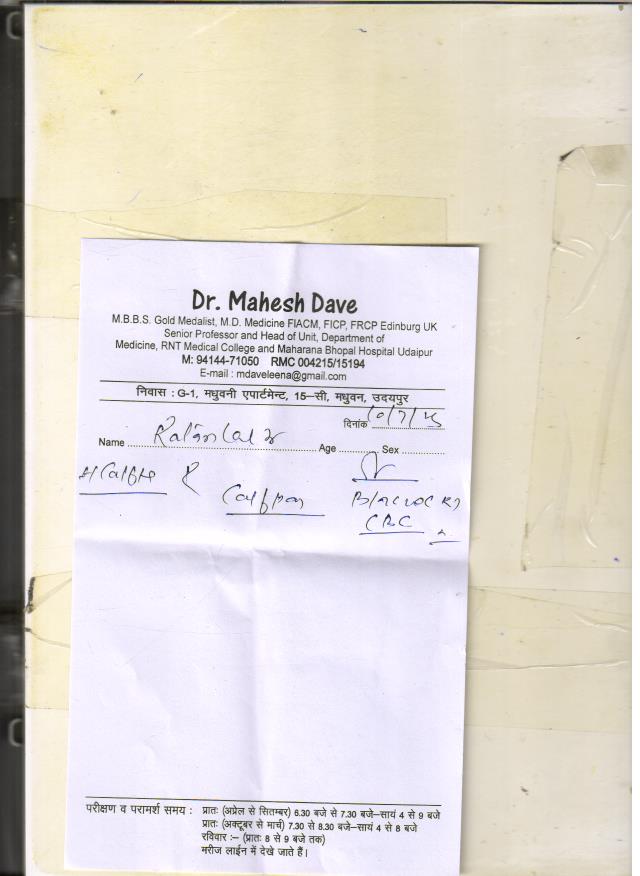 Dr. Mahesh Dave
M.B.B.S. Gold Medalist, M.D. Medicine FIACM, FICP, FRCP Edinburg UK
Senior Professor and Head of Unit, Department of
Medicine, RNT Medical College and Maharana Bhopal Hospital Udaipur
M: 94144-71050 RMC 004215/15194
E-mail : mdaveleena@gmail.com
निवास : G-1, मधुवनी एपार्टमेन्ट, 15–सी, मधुवन, उदयपुर
दिनांक 10/7/25
Name Ratan Lal Age Sex
CBC
परीक्षण व परामर्श समय : प्रातः (अप्रेल से सितम्बर) 6.30 बजे से 7.30 बजे–सायं 4 से 9 बजे
प्रातः (अक्टूबर से मार्च) 7.30 से 8.30 बजे–सायं 4 से 8 बजे
रविवार :– (प्रातः 8 से 9 बजे तक)
मरीज लाईन में देखे जाते हैं।